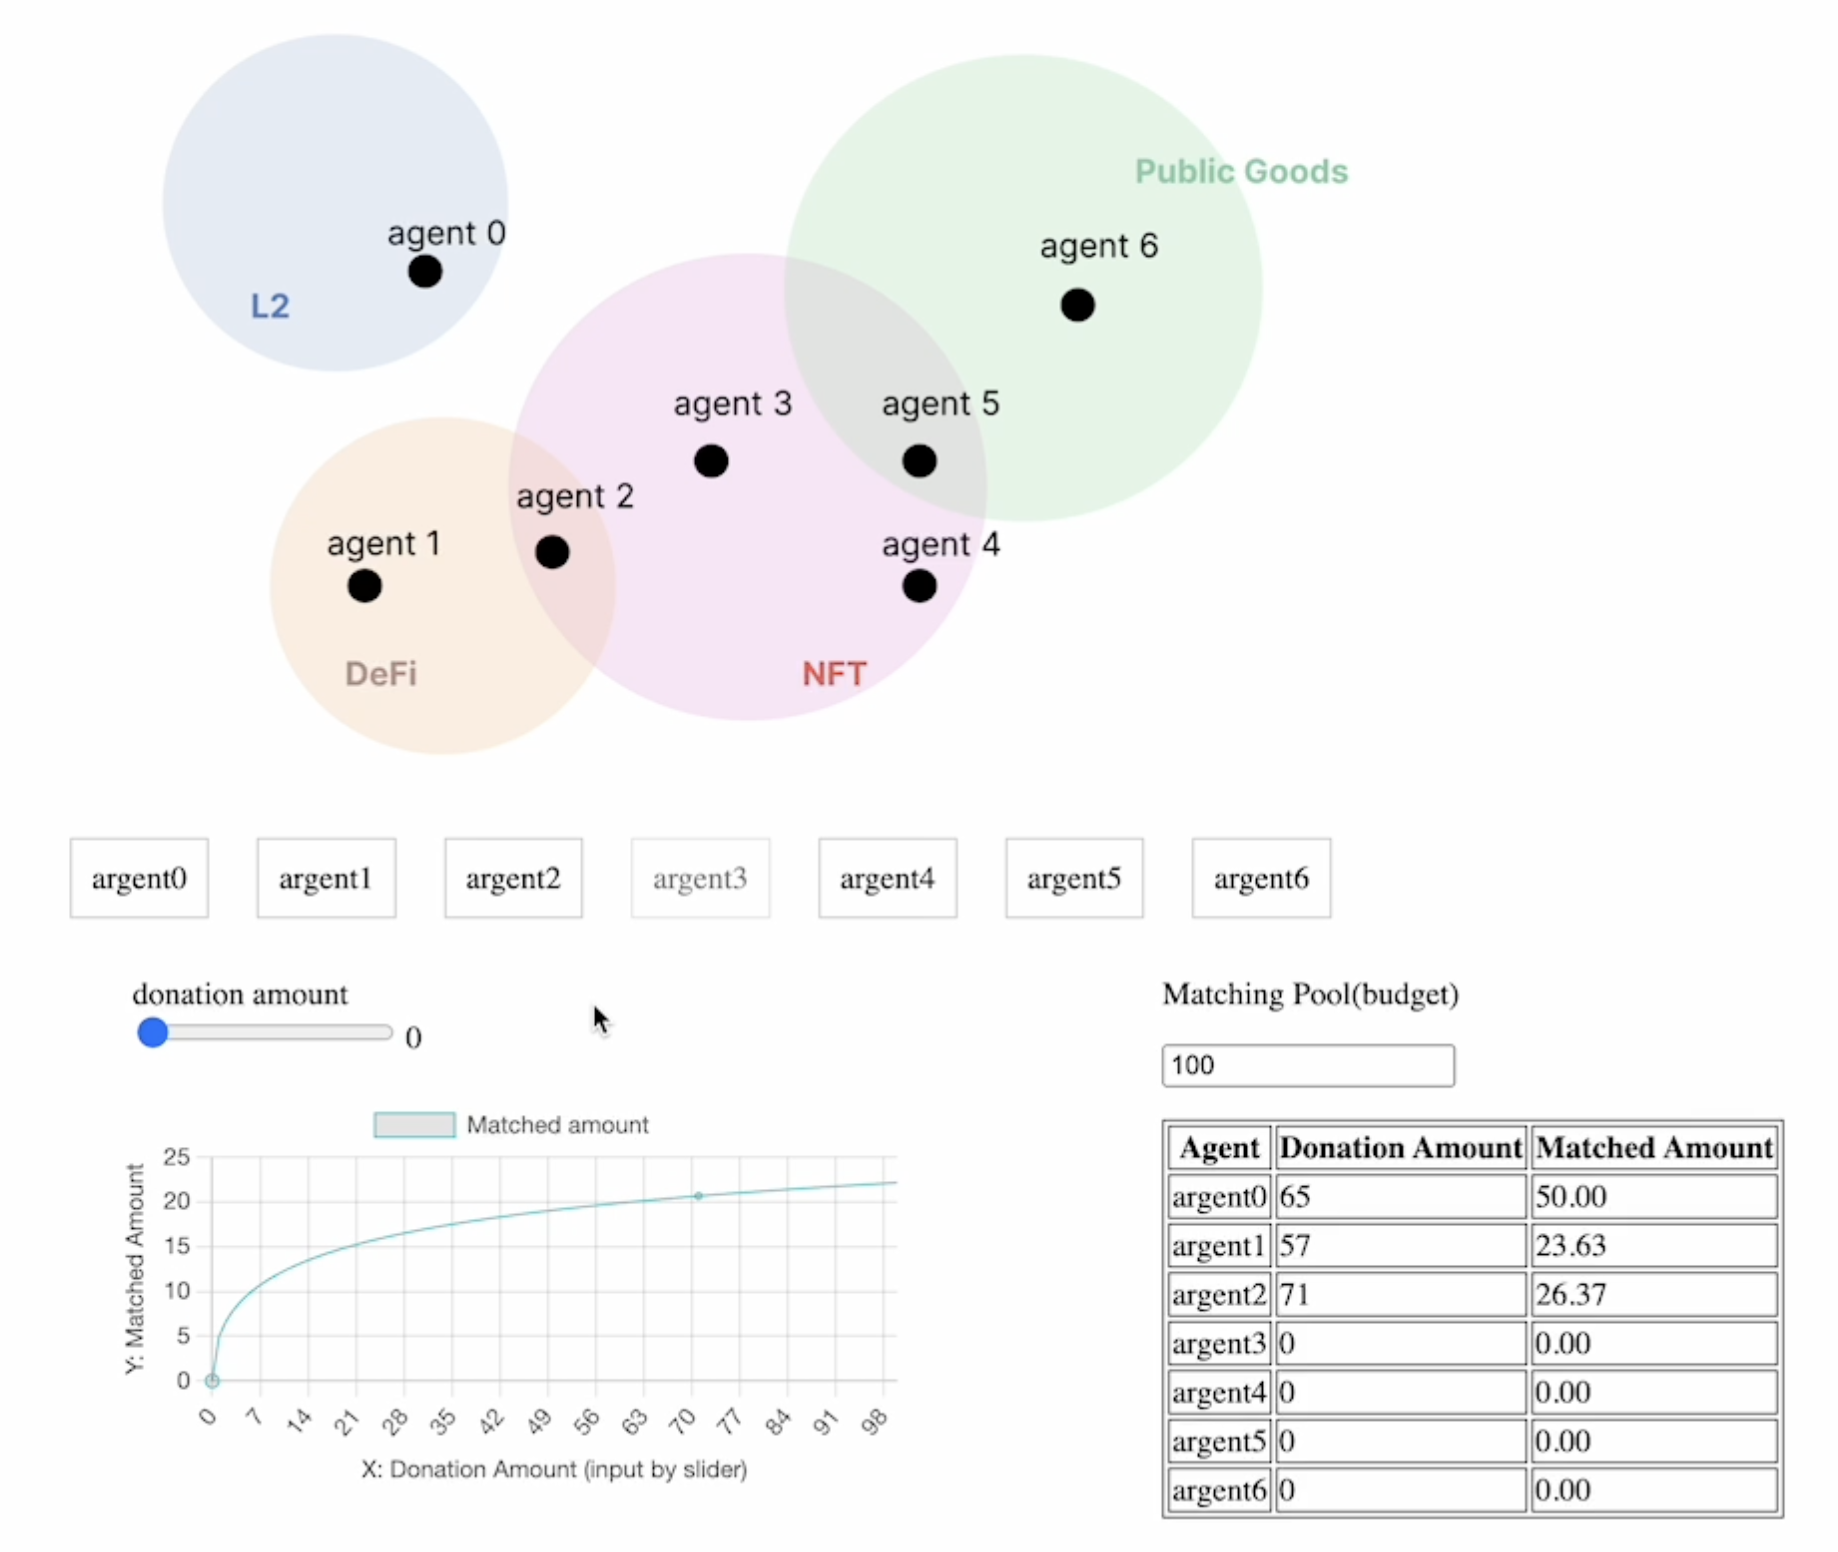 Public Goods
agent 0
agent 6
L2
agent 3
agent 5
agent 2
agent 1
agent 4
DeFi
NFT
argent0 argent1 argent2 argent3 argent4 argent5 argent6
donation amount
0
Matched amount
Y: Matched Amount
25
20
15
10
5
0
0 7 14 21 28 35 42 49 56 63 70 77 84 91 98
X: Donation Amount (input by slider)
Matching Pool(budget)
100
Agent Donation Amount Matched Amount
argent0 65 50.00
argent1 57 23.63
argent2 71 26.37
argent3 0 0.00
argent4 0 0.00
argent5 0 0.00
argent6 0 0.00